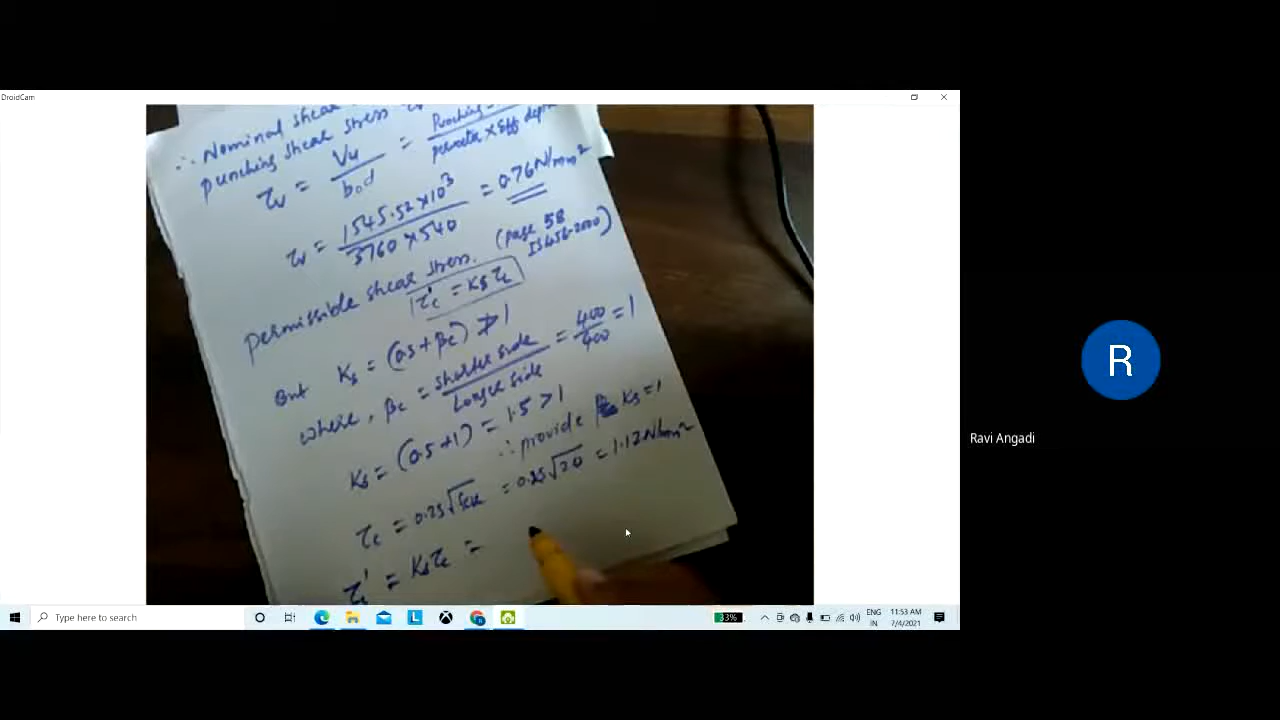 DroidCam
∴ Nominal shear
punching shear stress
τv = Vu / b₀d = Punching / perimeter × Eff depth
τv = 1545.52 × 10³ / 3760 × 540 = 0.76 N/mm²
permissible shear stress. (page 58 IS456-2000)
τ'c = Ks τc
But Ks = (0.5 + βc) ≯ 1
where, βc = shorter side / Longer side = 400 / 400 = 1
Ks = (0.5 + 1) = 1.5 > 1
∴ provide Ks = 1
τc = 0.25 √fck = 0.25 √20 = 1.12 N/mm²
τc' = Ks τc =
R
Ravi Angadi
Type here to search
33%
ENG
IN
11:53 AM
7/4/2021